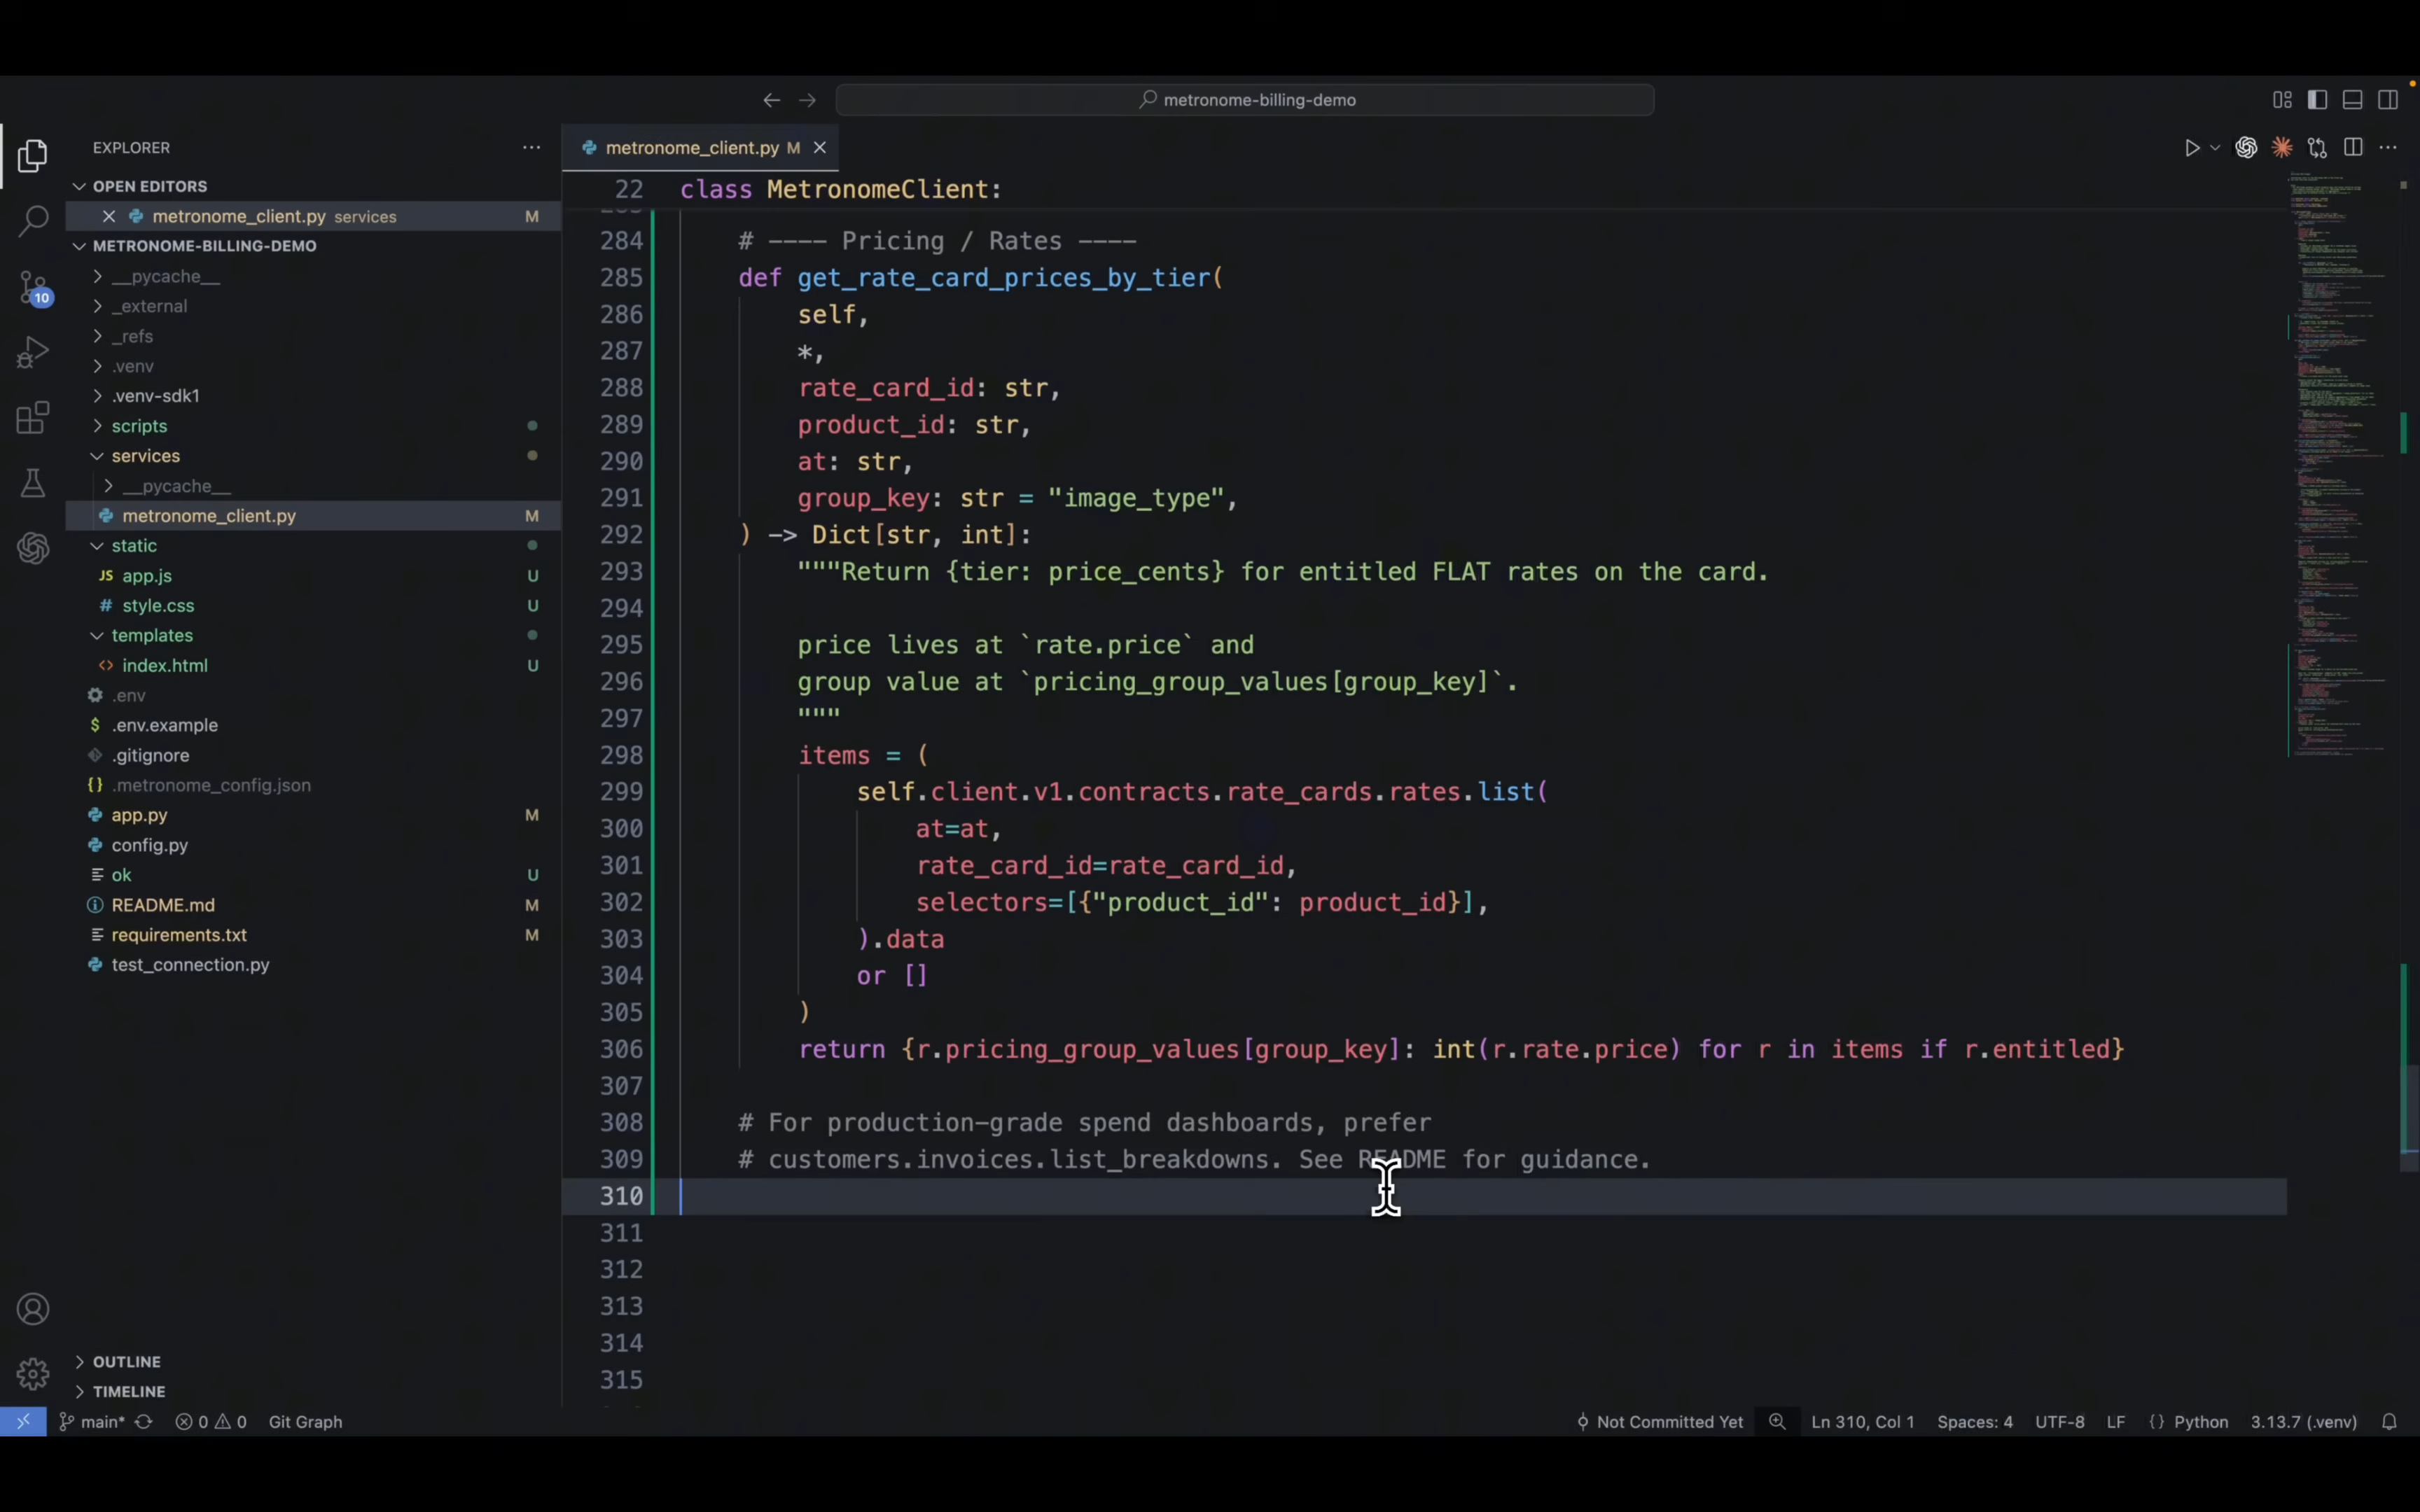 metronome-billing-demo
EXPLORER
OPEN EDITORS
metronome_client.py services M
METRONOME-BILLING-DEMO
__pycache__
_external
_refs
.venv
.venv-sdk1
scripts
services
__pycache__
metronome_client.py M
static
JS app.js U
# style.css U
templates
<> index.html U
.env
$ .env.example
.gitignore
{} .metronome_config.json
app.py M
config.py
ok U
README.md M
requirements.txt M
test_connection.py
OUTLINE
TIMELINE
10
metronome_client.py M
22 class MetronomeClient:
284 # ---- Pricing / Rates ----
285 def get_rate_card_prices_by_tier(
286 self,
287 *,
288 rate_card_id: str,
289 product_id: str,
290 at: str,
291 group_key: str = "image_type",
292 ) -> Dict[str, int]:
293 """Return {tier: price_cents} for entitled FLAT rates on the card.
294
295 price lives at `rate.price` and
296 group value at `pricing_group_values[group_key]`.
297 """
298 items = (
299 self.client.v1.contracts.rate_cards.rates.list(
300 at=at,
301 rate_card_id=rate_card_id,
302 selectors=[{"product_id": product_id}],
303 ).data
304 or []
305 )
306 return {r.pricing_group_values[group_key]: int(r.rate.price) for r in items if r.entitled}
307
308 # For production-grade spend dashboards, prefer
309 # customers.invoices.list_breakdowns. See README for guidance.
310
311
312
313
314
315
main* 0 0 Git Graph
Not Committed Yet Ln 310, Col 1 Spaces: 4 UTF-8 LF {} Python 3.13.7 (.venv)